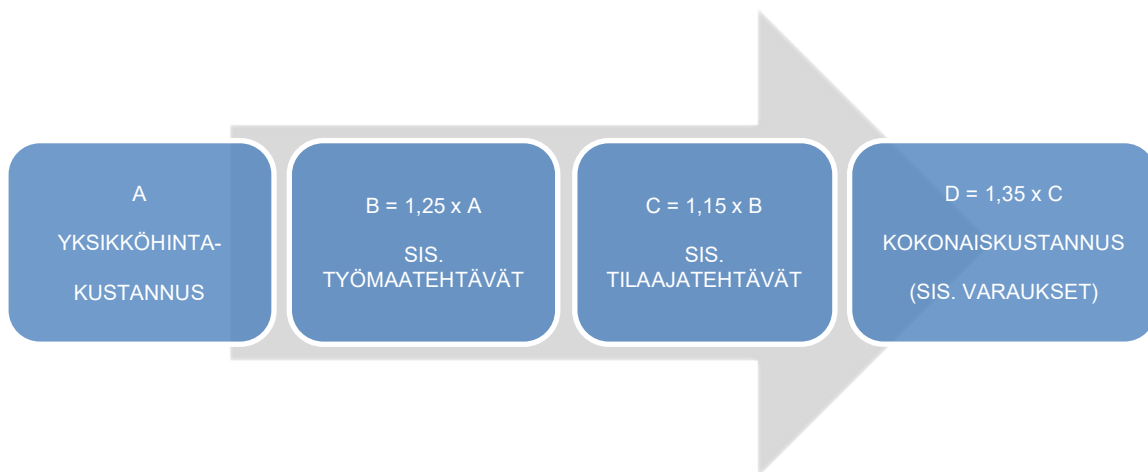 A
YKSIKKÖHINTA-
KUSTANNUS
B = 1,25 x A
SIS.
TYÖMAATEHTÄVÄT
C = 1,15 x B
SIS.
TILAAJATEHTÄVÄT
D = 1,35 x C
KOKONAISKUSTANNUS
(SIS. VARAUKSET)